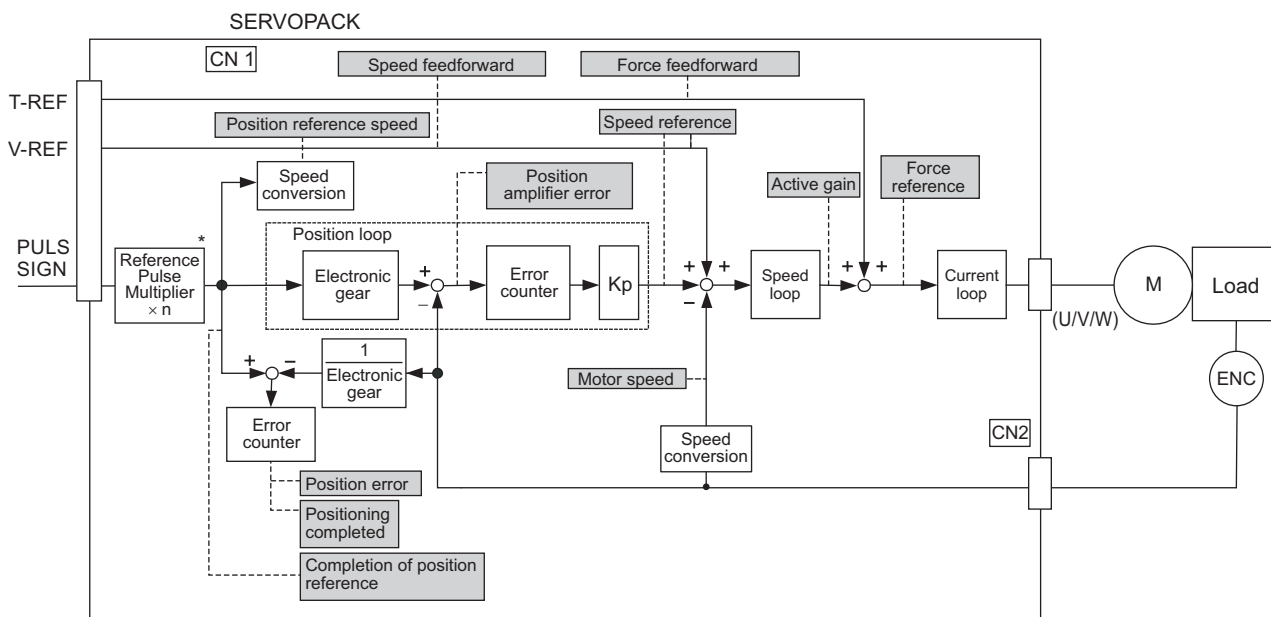 SERVOPACK
CN 1
Speed feedforward
Force feedforward
T-REF
Position reference speed
Speed reference
V-REF
Speed
conversion
Position
amplifier error
Active gain
Force
reference
PULS
SIGN
*
Reference
Pulse
Multiplier
× n
Position loop
Electronic
gear
+
−
Error
counter
Kp
+
+
−
Speed
loop
+
+
Current
loop
M
Load
(U/V/W)
+
−
1
Electronic
gear
Motor speed
ENC
Error
counter
Speed
conversion
CN2
Position error
Positioning
completed
Completion of position
reference